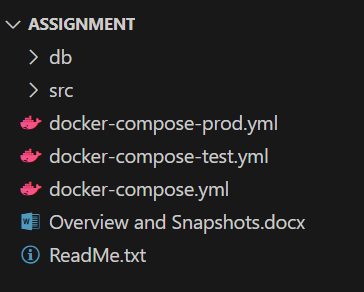 ASSIGNMENT
db
src
docker-compose-prod.yml
docker-compose-test.yml
docker-compose.yml
Overview and Snapshots.docx
ReadMe.txt